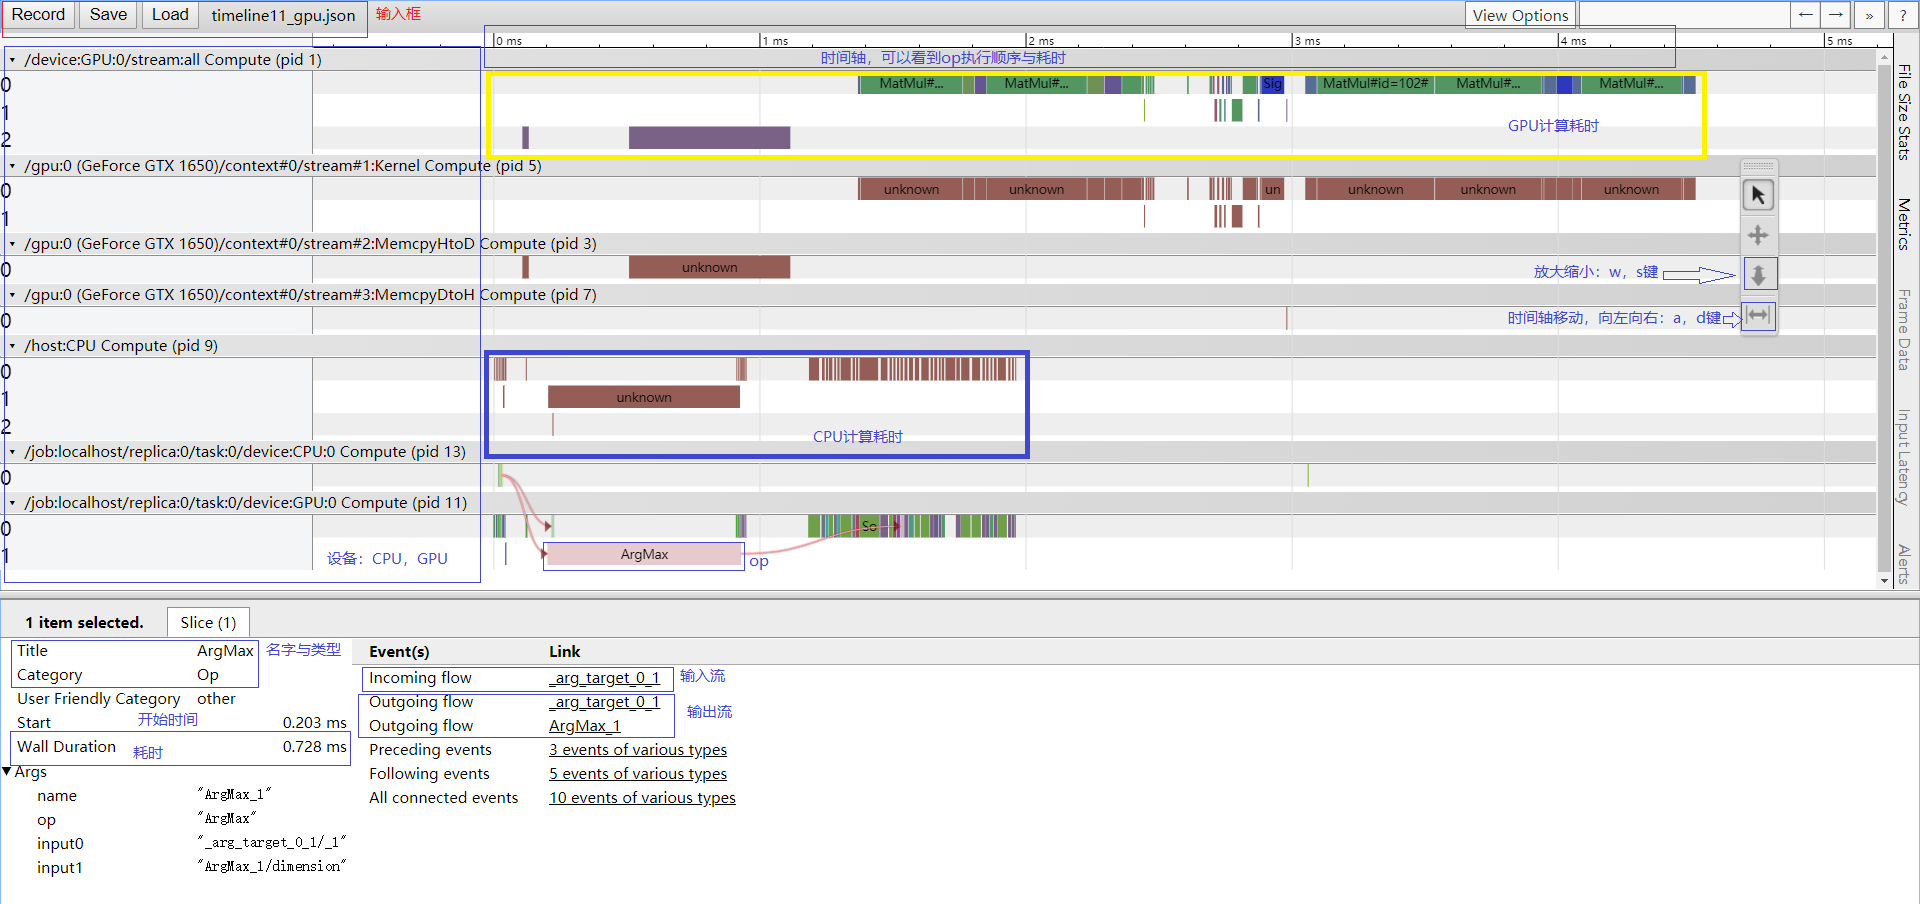 Record Save Load timeline11_gpu.json 输入框 View Options ← → » ?
0 ms 1 ms 2 ms 3 ms 4 ms 5 ms
/device:GPU:0/stream:all Compute (pid 1) 时间轴，可以看到op执行顺序与耗时
0 MatMul#... MatMul#... Sig MatMul#id=102# MatMul#... MatMul#...
1
GPU计算耗时
2
/gpu:0 (GeForce GTX 1650)/context#0/stream#1:Kernel Compute (pid 5)
0 unknown unknown un unknown unknown unknown
1
/gpu:0 (GeForce GTX 1650)/context#0/stream#2:MemcpyHtoD Compute (pid 3)
0 unknown
放大缩小：w，s键
/gpu:0 (GeForce GTX 1650)/context#0/stream#3:MemcpyDtoH Compute (pid 7)
0
时间轴移动，向左向右：a，d键
/host:CPU Compute (pid 9)
0
1 unknown
2
CPU计算耗时
/job:localhost/replica:0/task:0/device:CPU:0 Compute (pid 13)
0
/job:localhost/replica:0/task:0/device:GPU:0 Compute (pid 11)
0 So
1 ArgMax op
设备：CPU，GPU
File Size Stats
Metrics
Frame Data
Input Latency
Alerts
1 item selected. Slice (1)
Title ArgMax 名字与类型
Category Op
User Friendly Category other
Start 开始时间 0.203 ms
Wall Duration 耗时 0.728 ms
Args
name "ArgMax_1"
op "ArgMax"
input0 "_arg_target_0_1/_1"
input1 "ArgMax_1/dimension"
Event(s) Link
Incoming flow _arg_target_0_1 输入流
Outgoing flow _arg_target_0_1 输出流
Outgoing flow ArgMax_1
Preceding events 3 events of various types
Following events 5 events of various types
All connected events 10 events of various types